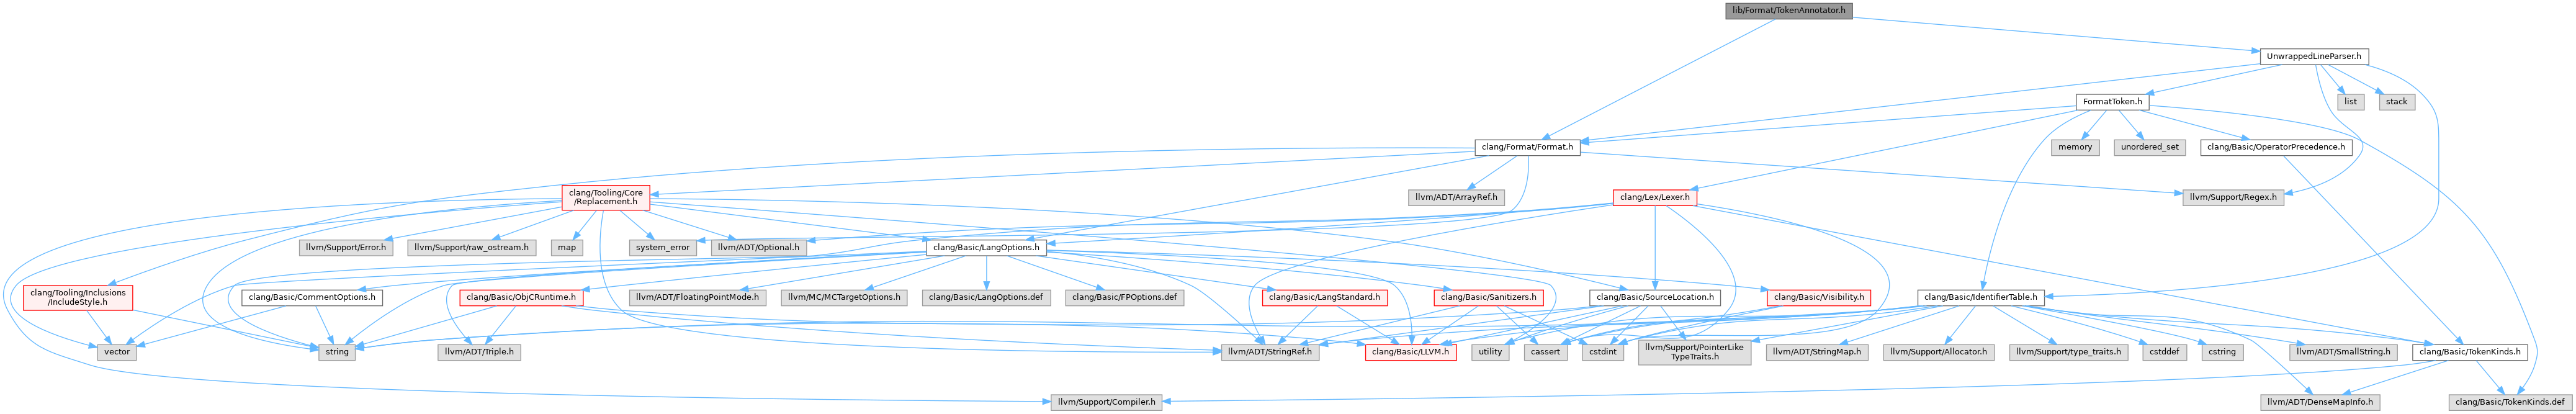 lib/Format/TokenAnnotator.h
UnwrappedLineParser.h
FormatToken.h
list
stack
clang/Format/Format.h
memory
unordered_set
clang/Basic/OperatorPrecedence.h
clang/Tooling/Core
/Replacement.h
llvm/ADT/ArrayRef.h
clang/Lex/Lexer.h
llvm/Support/Regex.h
llvm/Support/Error.h
llvm/Support/raw_ostream.h
map
system_error
llvm/ADT/Optional.h
clang/Basic/LangOptions.h
clang/Tooling/Inclusions
/IncludeStyle.h
clang/Basic/CommentOptions.h
clang/Basic/ObjCRuntime.h
llvm/ADT/FloatingPointMode.h
llvm/MC/MCTargetOptions.h
clang/Basic/LangOptions.def
clang/Basic/FPOptions.def
clang/Basic/LangStandard.h
clang/Basic/Sanitizers.h
clang/Basic/SourceLocation.h
clang/Basic/Visibility.h
clang/Basic/IdentifierTable.h
vector
string
llvm/ADT/Triple.h
llvm/ADT/StringRef.h
clang/Basic/LLVM.h
utility
cassert
cstdint
llvm/Support/PointerLike
TypeTraits.h
llvm/ADT/StringMap.h
llvm/Support/Allocator.h
llvm/Support/type_traits.h
cstddef
cstring
llvm/ADT/SmallString.h
clang/Basic/TokenKinds.h
llvm/Support/Compiler.h
llvm/ADT/DenseMapInfo.h
clang/Basic/TokenKinds.def